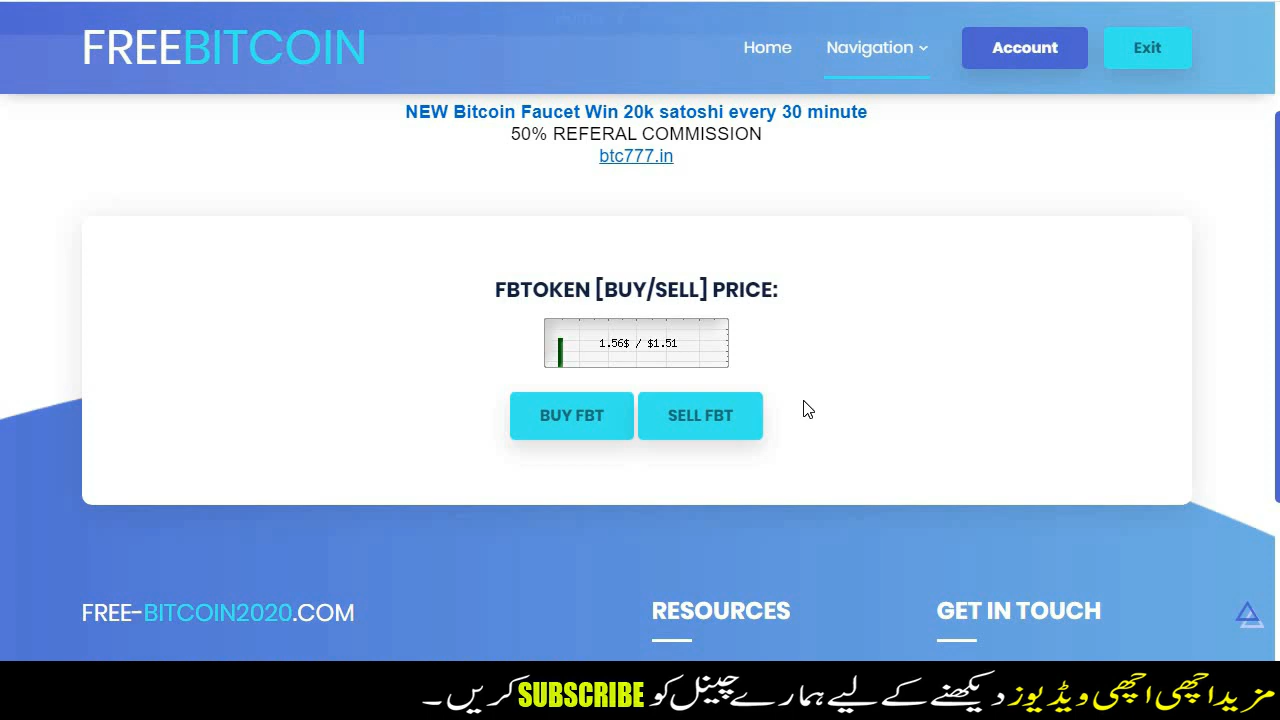 FREEBITCOIN
Home
Navigation
Account
Exit
NEW Bitcoin Faucet Win 20k satoshi every 30 minute
50% REFERAL COMMISSION
btc777.in
FBTOKEN [BUY/SELL] PRICE:
1.56$ / $1.51
BUY FBT
SELL FBT
FREE-BITCOIN2020.COM
RESOURCES
GET IN TOUCH
مزید اچھی اچھی ویڈیوز دیکھنے کے لیے ہمارے چینل کو SUBSCRIBE کریں۔